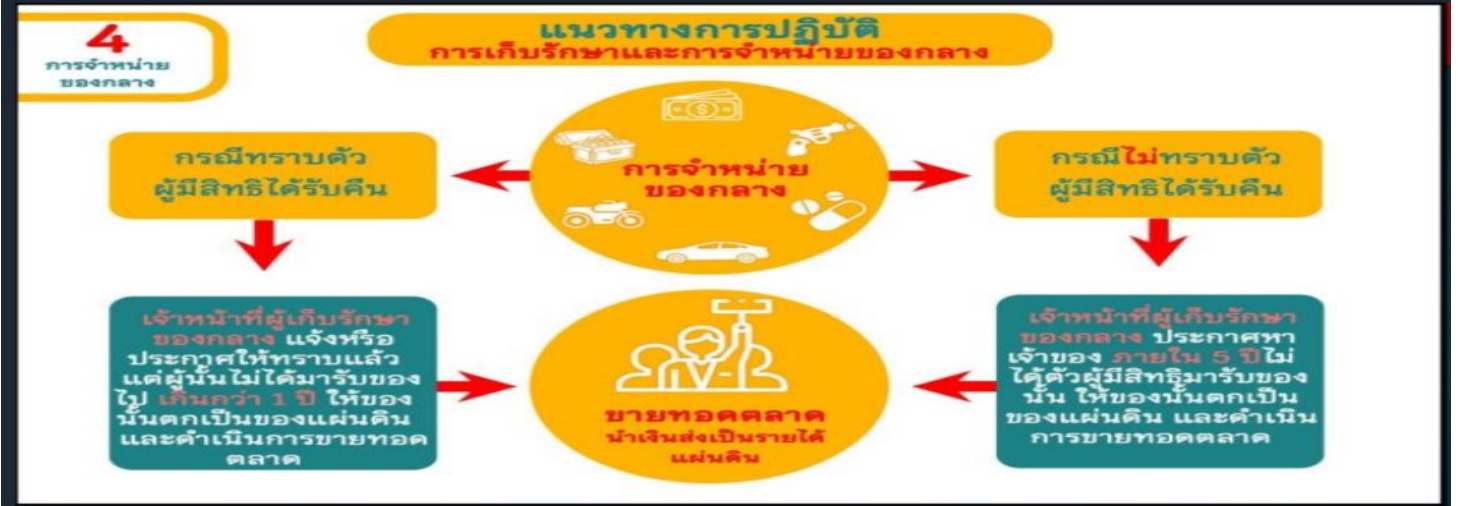 4
การจำหน่าย
ของกลาง
แนวทางการปฏิบัติ
การเก็บรักษาและการจำหน่ายของกลาง
กรณีทราบตัว
ผู้มีสิทธิได้รับคืน
การจำหน่าย
ของกลาง
กรณีไม่ทราบตัว
ผู้มีสิทธิได้รับคืน
เจ้าหน้าที่ผู้เก็บรักษา
ของกลาง แจ้งหรือ
ประกาศให้ทราบแล้ว
แต่ผู้นั้นไม่ได้มารับของ
ไป เกินกว่า 1 ปี ให้ของ
นั้นตกเป็นของแผ่นดิน
และดำเนินการขายทอด
ตลาด
ขายทอดตลาด
นำเงินส่งเป็นรายได้
แผ่นดิน
เจ้าหน้าที่ผู้เก็บรักษา
ของกลาง ประกาศหา
เจ้าของ ภายใน 5 ปีไม่
ได้ตัวผู้มีสิทธิมารับของ
นั้น ให้ของนั้นตกเป็น
ของแผ่นดิน และดำเนิน
การขายทอดตลาด